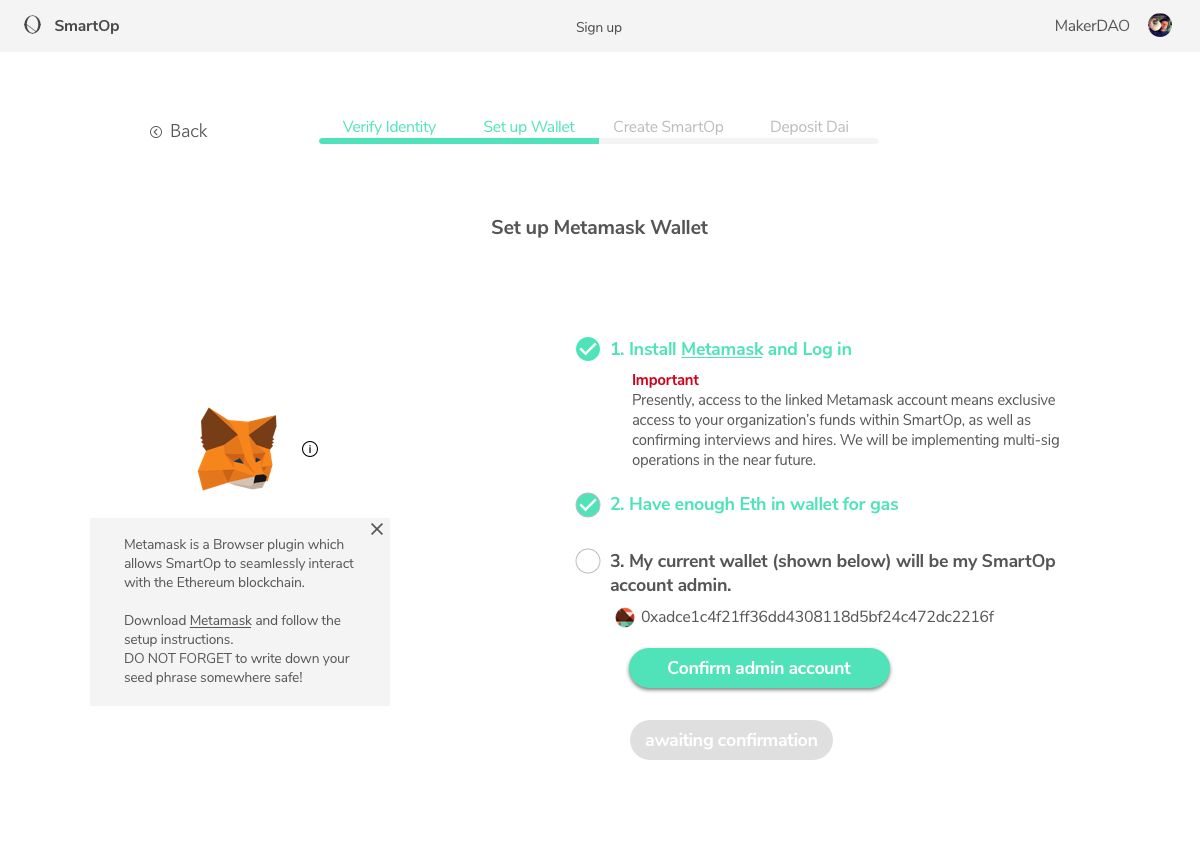 SmartOp
Sign up
MakerDAO
Back
Verify Identity
Set up Wallet
Create SmartOp
Deposit Dai
Set up Metamask Wallet
1. Install Metamask and Log in
Important
Presently, access to the linked Metamask account means exclusive
access to your organization’s funds within SmartOp, as well as
confirming interviews and hires. We will be implementing multi-sig
operations in the near future.
2. Have enough Eth in wallet for gas
3. My current wallet (shown below) will be my SmartOp
account admin.
0xadce1c4f21ff36dd4308118d5bf24c472dc2216f
Confirm admin account
awaiting confirmation
Metamask is a Browser plugin which
allows SmartOp to seamlessly interact
with the Ethereum blockchain.
Download Metamask and follow the
setup instructions.
DO NOT FORGET to write down your
seed phrase somewhere safe!